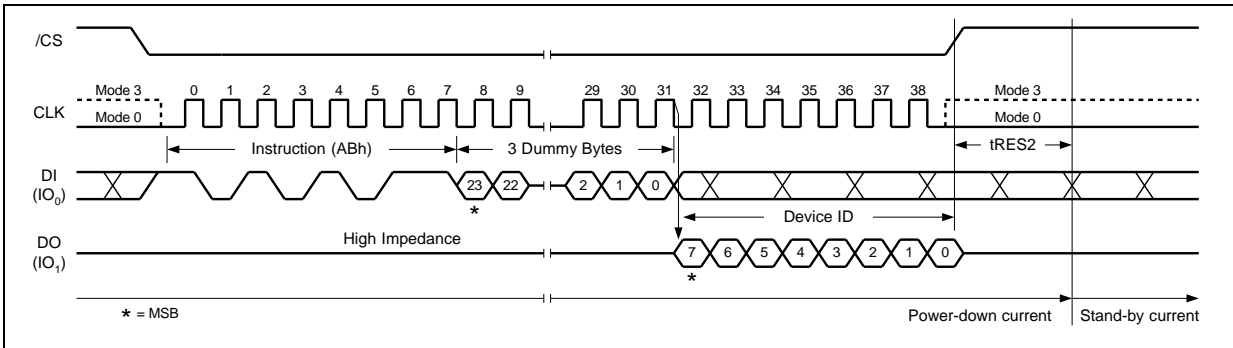 /CS
0 1 2 3 4 5 6 7 8 9 29 30 31 32 33 34 35 36 37 38
Mode 3 Mode 3
CLK
Mode 0 Mode 0
Instruction (ABh) 3 Dummy Bytes tRES2
DI
(IO0)
23 22 2 1 0
*
Device ID
High Impedance
DO
(IO1)
7 6 5 4 3 2 1 0
*
* = MSB
Power-down current Stand-by current